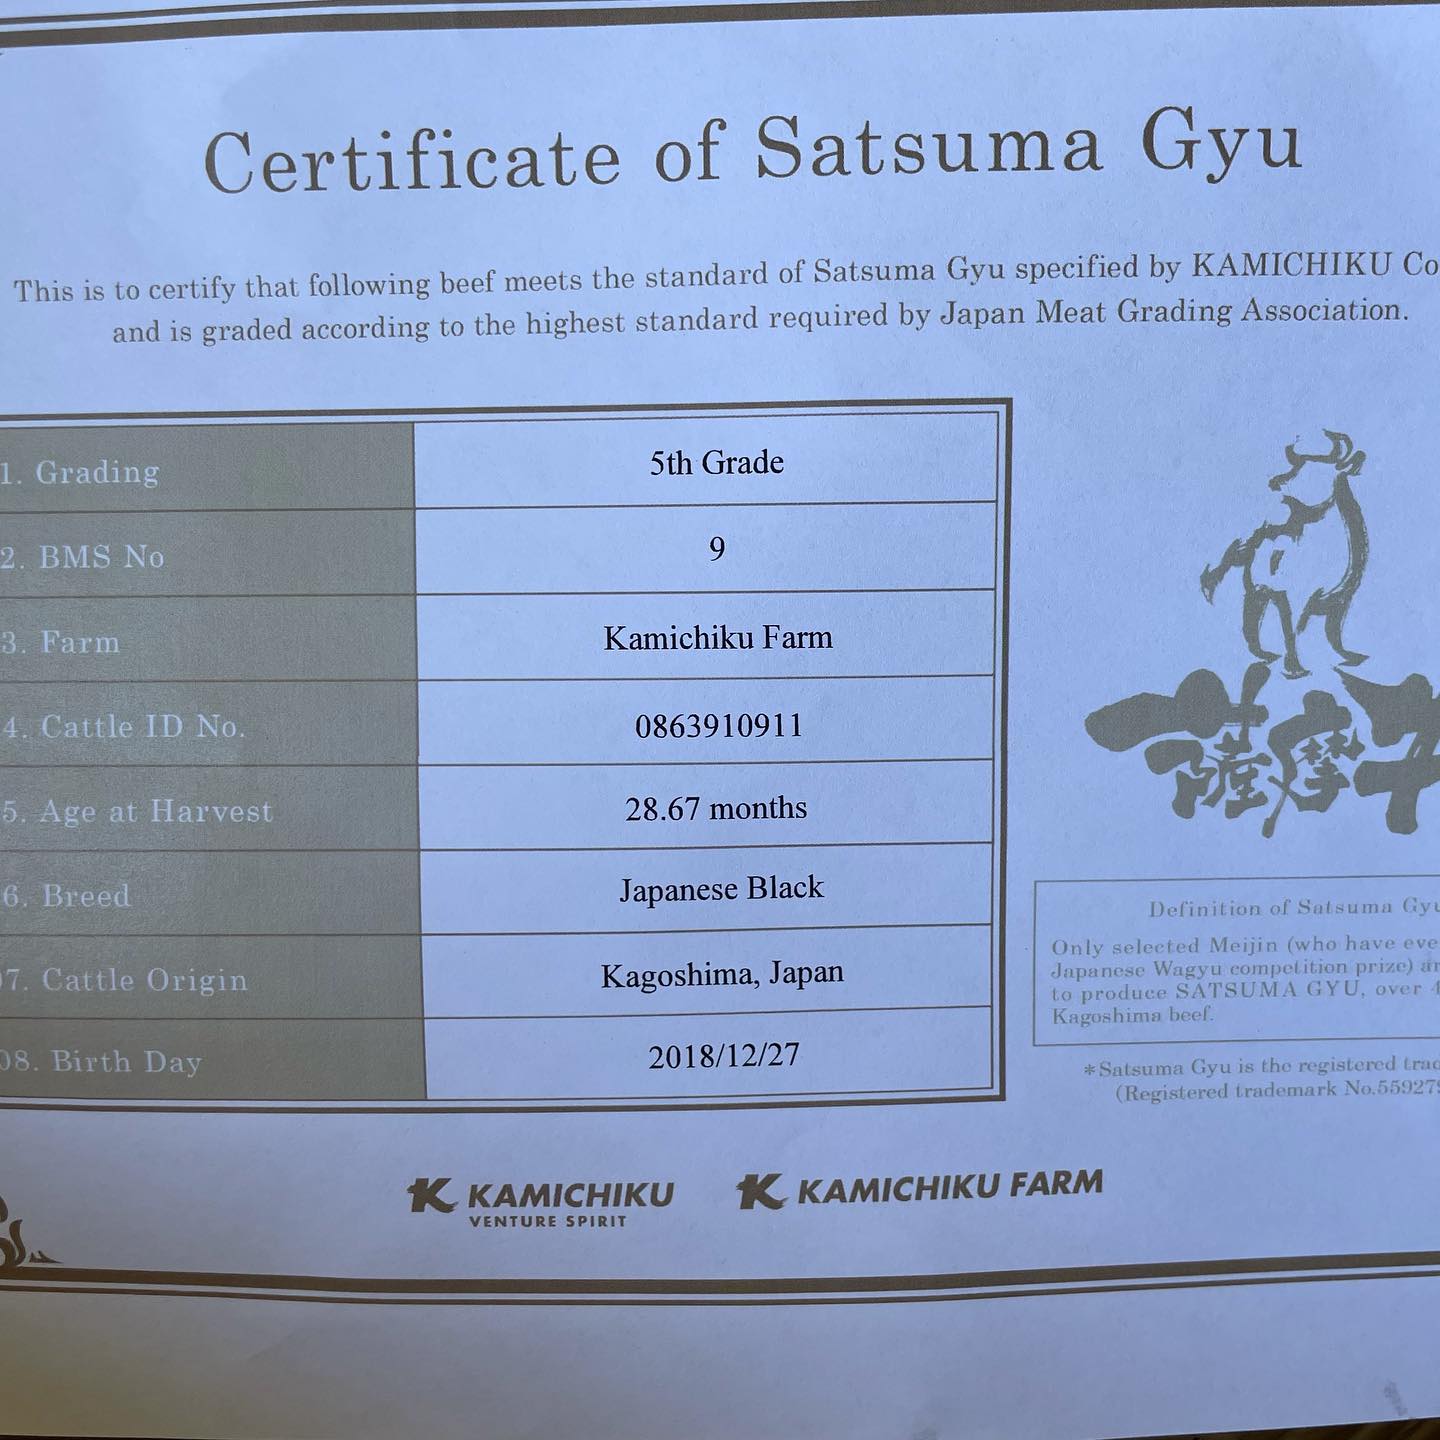 Certificate of Satsuma Gyu
This is to certify that following beef meets the standard of Satsuma Gyu specified by KAMICHIKU Co
and is graded according to the highest standard required by Japan Meat Grading Association.
1. Grading 5th Grade
2. BMS No 9
3. Farm Kamichiku Farm
4. Cattle ID No. 0863910911
5. Age at Harvest 28.67 months
6. Breed Japanese Black
07. Cattle Origin Kagoshima, Japan
08. Birth Day 2018/12/27
薩摩牛
Definition of Satsuma Gyu
Only selected Meijin (who have eve
Japanese Wagyu competition prize) ar
to produce SATSUMA GYU, over 4
Kagoshima beef.
*Satsuma Gyu is the registered trad
(Registered trademark No.559279
KAMICHIKU
VENTURE SPIRIT
KAMICHIKU FARM